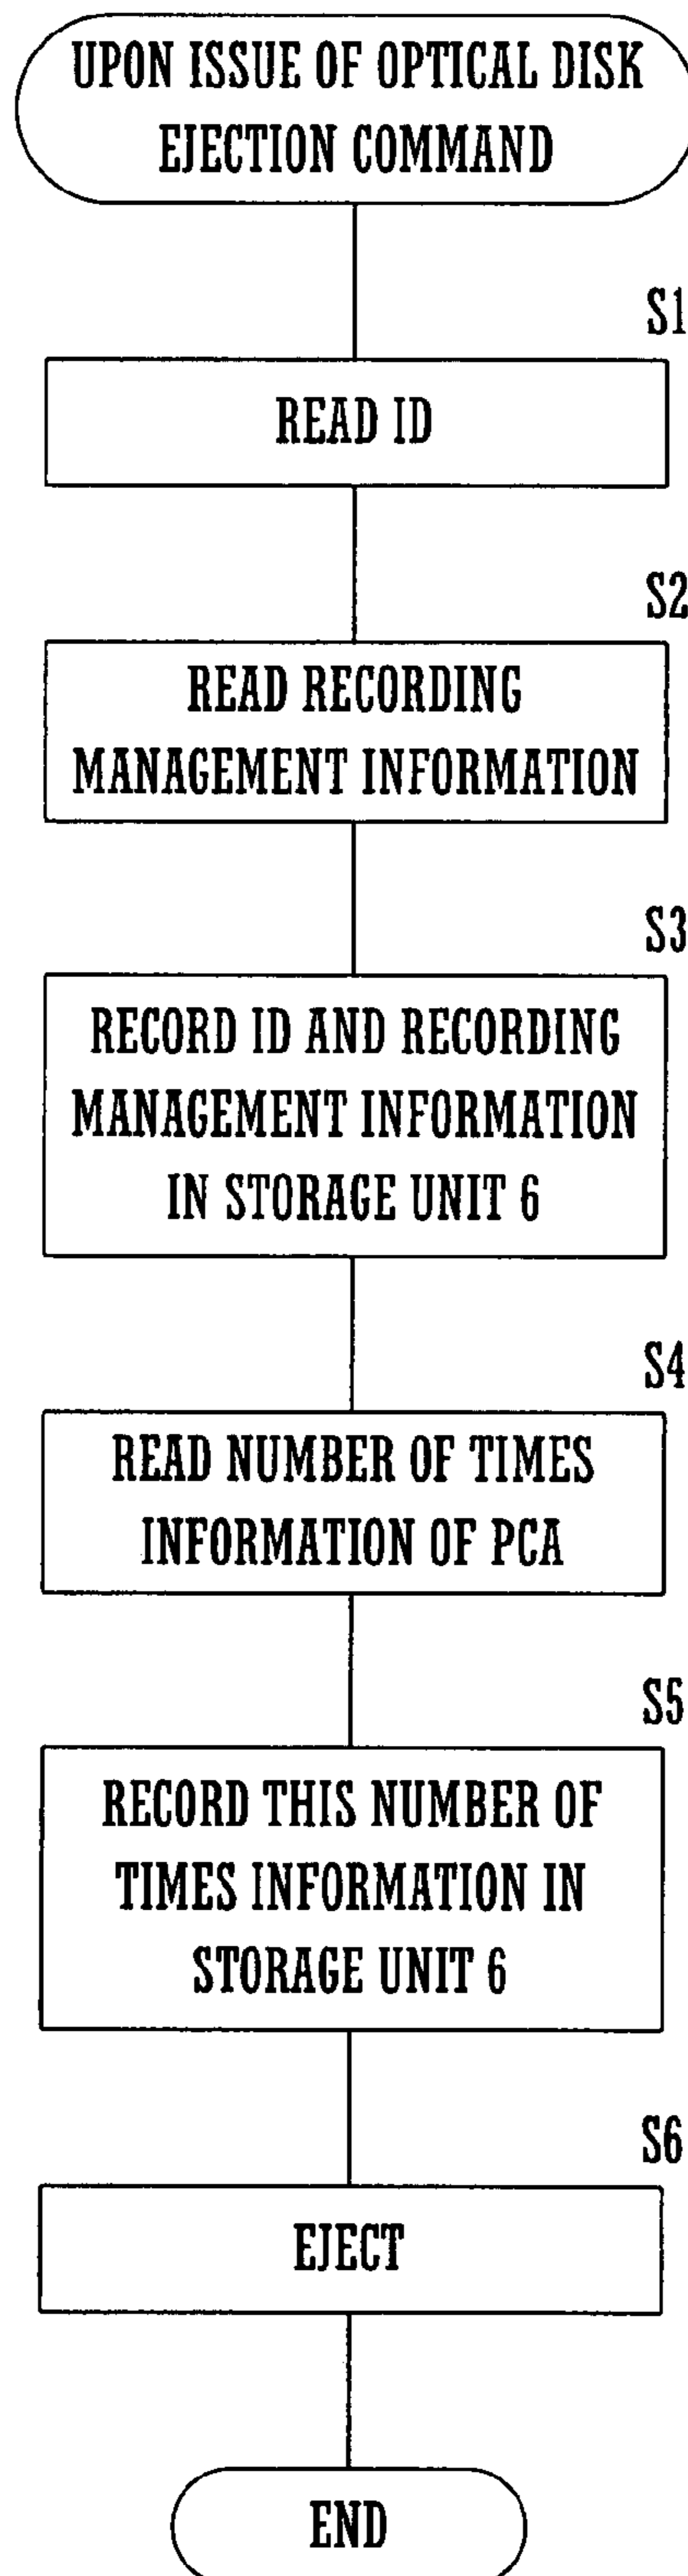 UPON ISSUE OF OPTICAL DISK
EJECTION COMMAND
S1
READ ID
S2
READ RECORDING
MANAGEMENT INFORMATION
S3
RECORD ID AND RECORDING
MANAGEMENT INFORMATION
IN STORAGE UNIT 6
S4
READ NUMBER OF TIMES
INFORMATION OF PCA
S5
RECORD THIS NUMBER OF
TIMES INFORMATION IN
STORAGE UNIT 6
S6
EJECT
END